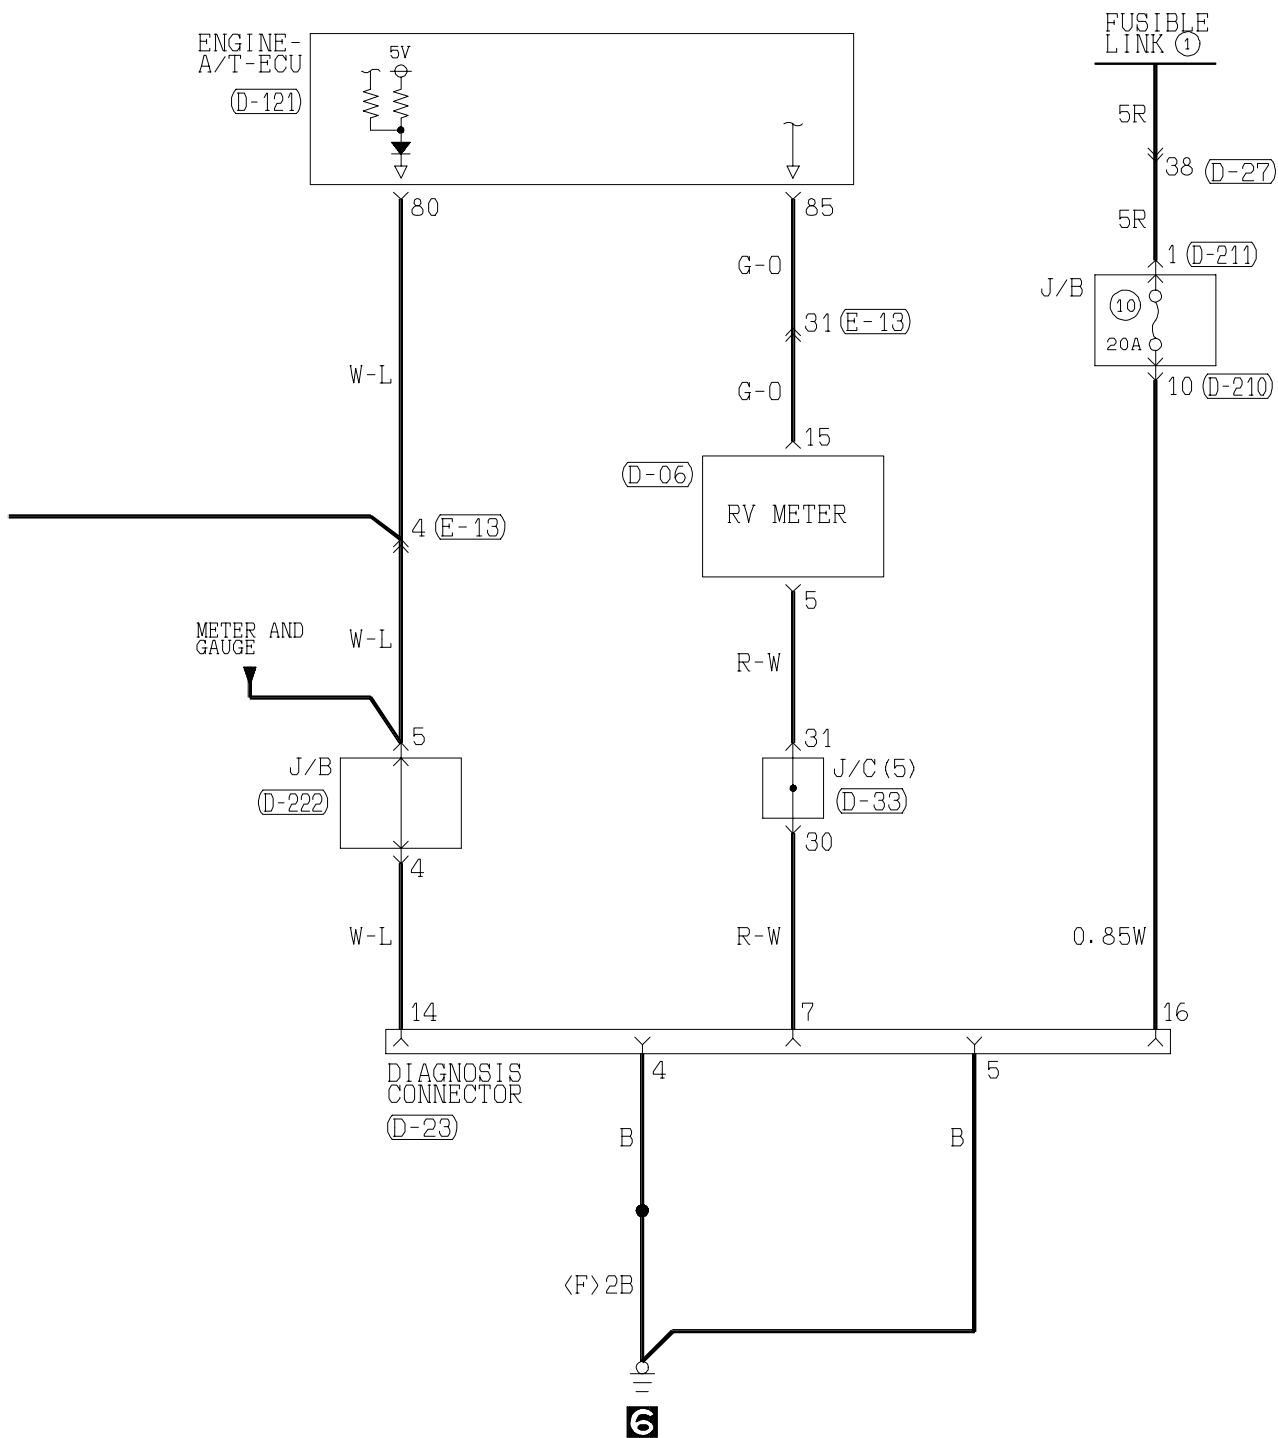 FUSIBLE
LINK 1
ENGINE-
A/T-ECU
(D-121)
5V
5R
38 (D-27)
5R
80
85
1 (D-211)
J/B
10
20A
G-O
31 (E-13)
W-L
G-O
10 (D-210)
15
(D-06)
RV METER
4 (E-13)
5
METER AND
GAUGE
W-L
R-W
5
31
J/B
(D-222)
J/C(5)
(D-33)
30
4
W-L
R-W
0.85W
14
7
16
DIAGNOSIS
CONNECTOR
(D-23)
4
5
B
B
<F>2B
6